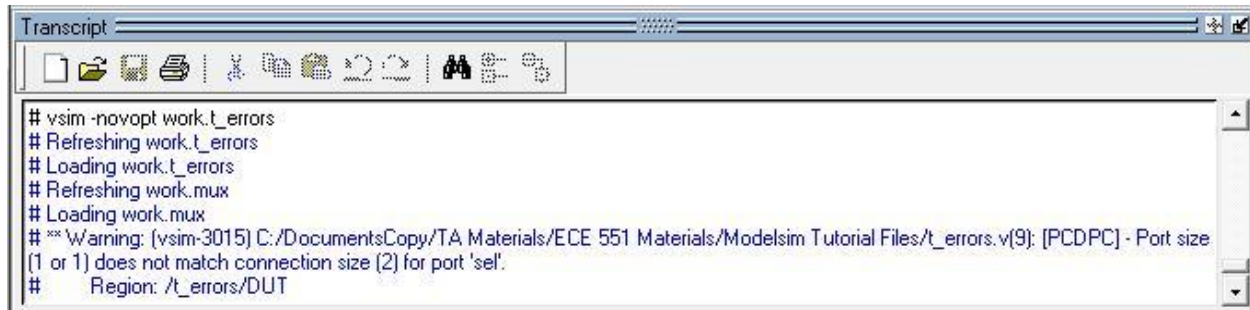 Transcript
# vsim -novopt work.t_errors
# Refreshing work.t_errors
# Loading work.t_errors
# Refreshing work.mux
# Loading work.mux
# ** Warning: (vsim-3015) C:/DocumentsCopy/TA Materials/ECE 551 Materials/Modelsim Tutorial Files/t_errors.v(9): [PCDPC] - Port size
(1 or 1) does not match connection size (2) for port 'sel'.
#         Region: /t_errors/DUT